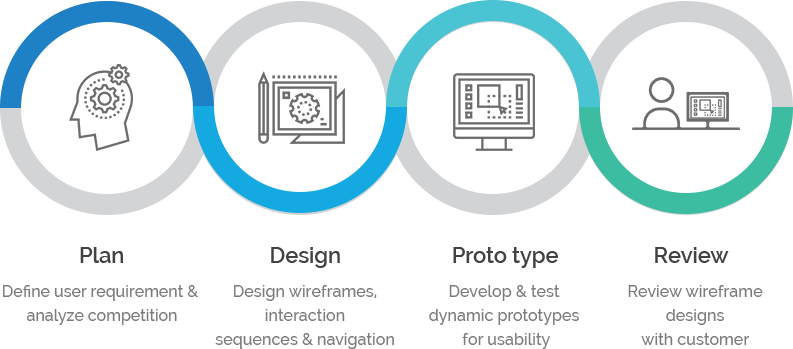 Plan
Define user requirement &
analyze competition
Design
Design wireframes,
interaction
sequences & navigation
Proto type
Develop & test
dynamic prototypes
for usability
Review
Review wireframe
designs
with customer